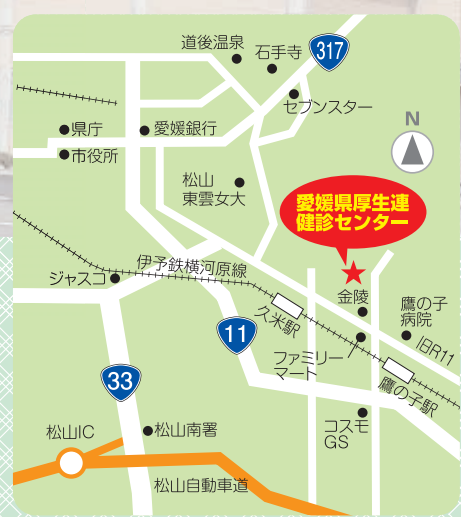 道後温泉
石手寺
317
セブンスター
県庁
愛媛銀行
市役所
N
松山
東雲女大
愛媛県厚生連
健診センター
伊予鉄横河原線
ジャスコ
金陵
久米駅
鷹の子
病院
旧R11
11
ファミリー
マート
33
鷹の子駅
コスモ
GS
松山IC
松山南署
松山自動車道